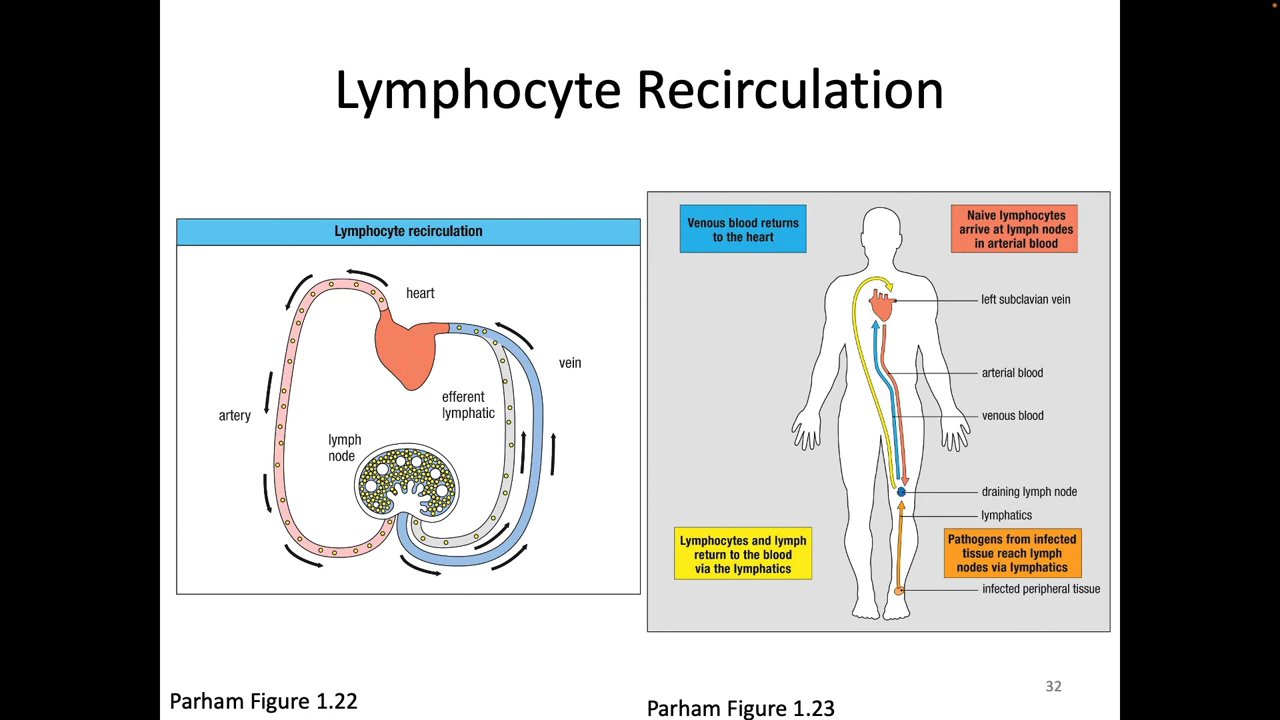 Lymphocyte Recirculation
Lymphocyte recirculation
heart
vein
artery
efferent
lymphatic
lymph
node
Parham Figure 1.22
Venous blood returns
to the heart
Naive lymphocytes
arrive at lymph nodes
in arterial blood
left subclavian vein
arterial blood
venous blood
draining lymph node
lymphatics
Lymphocytes and lymph
return to the blood
via the lymphatics
Pathogens from infected
tissue reach lymph
nodes via lymphatics
infected peripheral tissue
Parham Figure 1.23
32